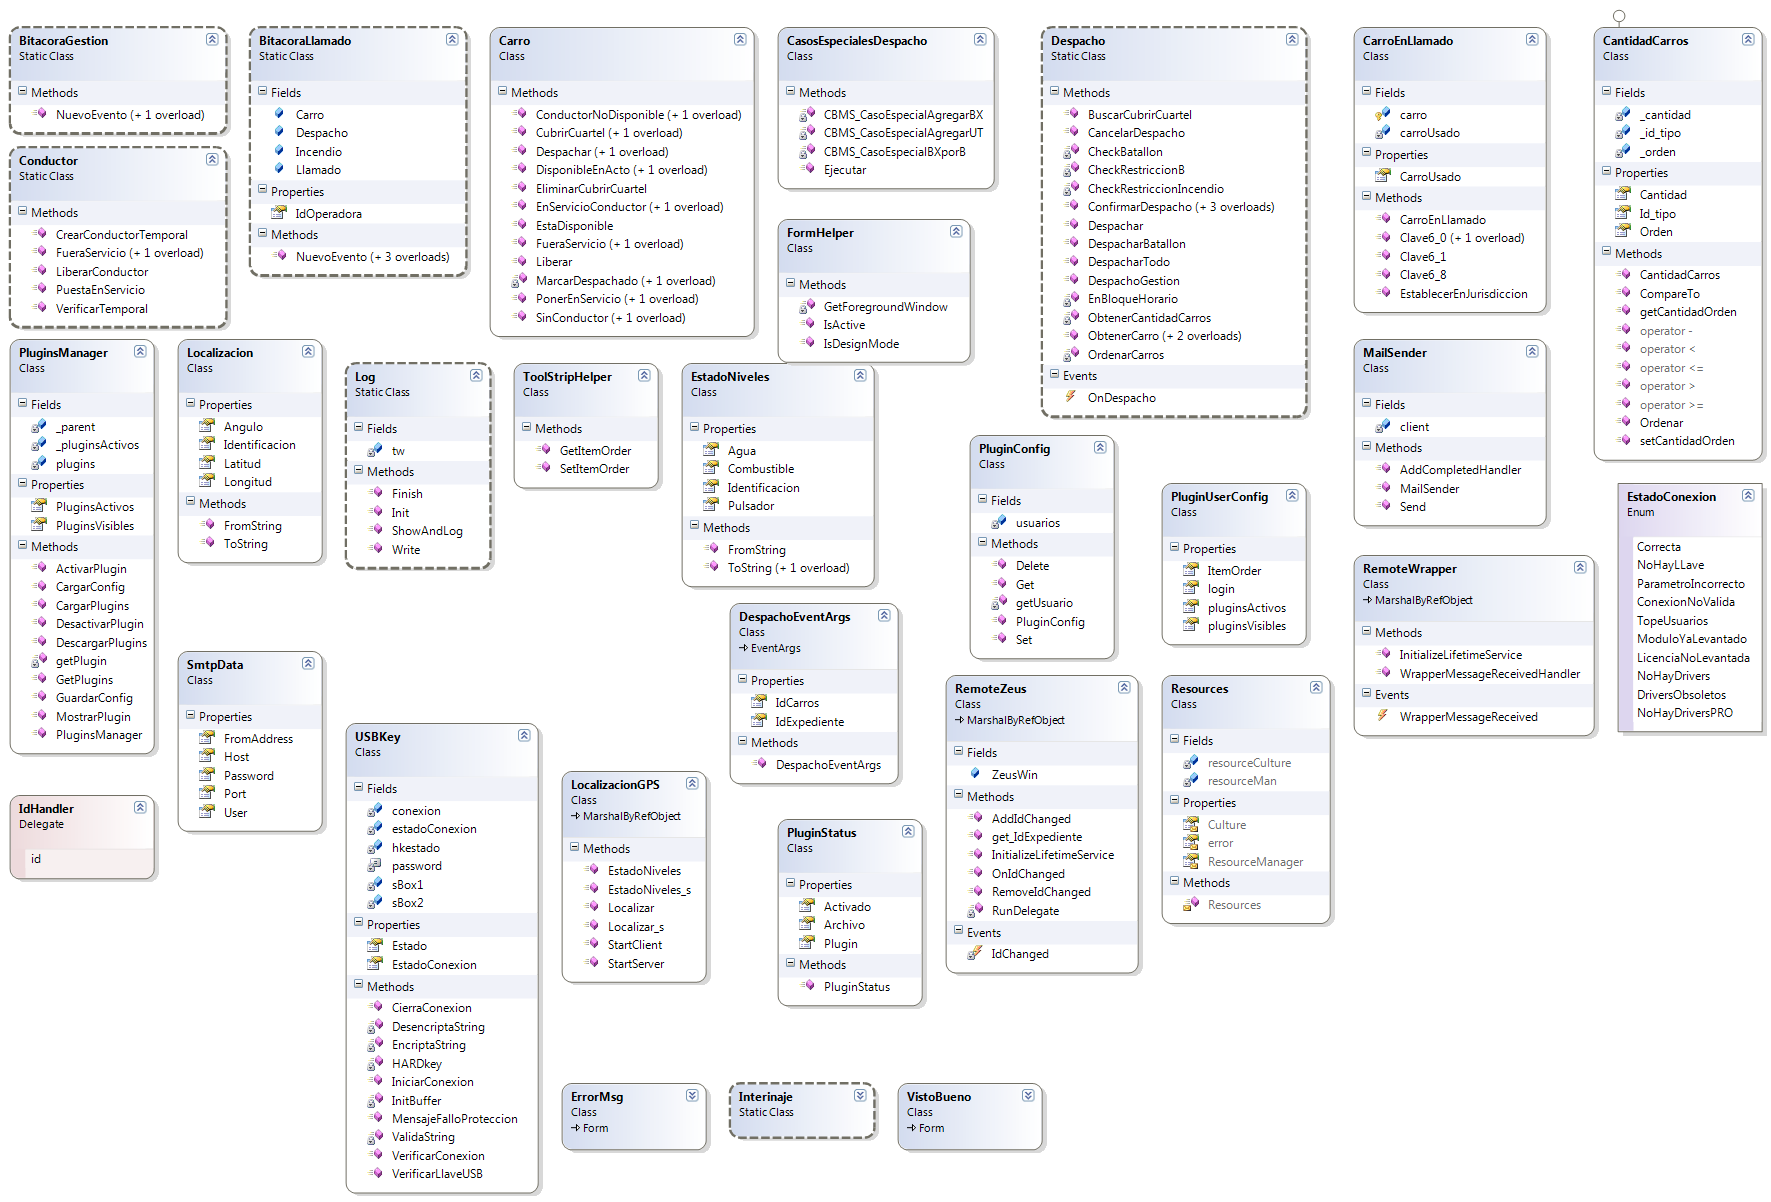 BitacoraGestion
Static Class
Methods
NuevoEvento (+ 1 overload)
Conductor
Static Class
Methods
CrearConductorTemporal
FueraServicio (+ 1 overload)
LiberarConductor
PuestaEnServicio
VerificarTemporal
BitacoraLlamado
Static Class
Fields
Carro
Despacho
Incendio
Llamado
Properties
IdOperadora
Methods
NuevoEvento (+ 3 overloads)
Carro
Class
Methods
ConductorNoDisponible (+ 1 overload)
CubrirCuartel (+ 1 overload)
Despachar (+ 1 overload)
DisponibleEnActo (+ 1 overload)
EliminarCubrirCuartel
EnServicioConductor (+ 1 overload)
EstaDisponible
FueraServicio (+ 1 overload)
Liberar
MarcarDespachado (+ 1 overload)
PonerEnServicio (+ 1 overload)
SinConductor (+ 1 overload)
CasosEspecialesDespacho
Class
Methods
CBMS_CasoEspecialAgregarBX
CBMS_CasoEspecialAgregarUT
CBMS_CasoEspecialBXporB
Ejecutar
FormHelper
Class
Methods
GetForegroundWindow
IsActive
IsDesignMode
Despacho
Static Class
Methods
BuscarCubrirCuartel
CancelarDespacho
CheckBatallon
CheckRestriccionB
CheckRestriccionIncendio
ConfirmarDespacho (+ 3 overloads)
Despachar
DespacharBatallon
DespacharTodo
DespachoGestion
EnBloqueHorario
ObtenerCantidadCarros
ObtenerCarro (+ 2 overloads)
OrdenarCarros
Events
OnDespacho
CarroEnLlamado
Class
Fields
carro
carroUsado
Properties
CarroUsado
Methods
CarroEnLlamado
Clave6_0 (+ 1 overload)
Clave6_1
Clave6_8
EstablecerEnJurisdiccion
CantidadCarros
Class
Fields
_cantidad
_id_tipo
_orden
Properties
Cantidad
Id_tipo
Orden
Methods
CantidadCarros
CompareTo
getCantidadOrden
operator -
operator <
operator <=
operator >
operator >=
Ordenar
setCantidadOrden
PluginsManager
Class
Fields
_parent
_pluginsActivos
plugins
Properties
PluginsActivos
PluginsVisibles
Methods
ActivarPlugin
CargarConfig
CargarPlugins
DesactivarPlugin
DescargarPlugins
getPlugin
GetPlugins
GuardarConfig
MostrarPlugin
PluginsManager
Localizacion
Class
Properties
Angulo
Identificacion
Latitud
Longitud
Methods
FromString
ToString
Log
Static Class
Fields
tw
Methods
Finish
Init
ShowAndLog
Write
ToolStripHelper
Class
Methods
GetItemOrder
SetItemOrder
EstadoNiveles
Class
Properties
Agua
Combustible
Identificacion
Pulsador
Methods
FromString
ToString (+ 1 overload)
PluginConfig
Class
Fields
usuarios
Methods
Delete
Get
getUsuario
PluginConfig
Set
PluginUserConfig
Class
Properties
ItemOrder
login
pluginsActivos
pluginsVisibles
MailSender
Class
Fields
client
Methods
AddCompletedHandler
MailSender
Send
EstadoConexion
Enum
Correcta
NoHayLLave
ParametroIncorrecto
ConexionNoValida
TopeUsuarios
ModuloYaLevantado
LicenciaNoLevantada
NoHayDrivers
DriversObsoletos
NoHayDriversPRO
RemoteWrapper
Class
MarshalByRefObject
Methods
InitializeLifetimeService
WrapperMessageReceivedHandler
Events
WrapperMessageReceived
DespachoEventArgs
Class
EventArgs
Properties
IdCarros
IdExpediente
Methods
DespachoEventArgs
SmtpData
Class
Properties
FromAddress
Host
Password
Port
User
RemoteZeus
Class
MarshalByRefObject
Fields
ZeusWin
Methods
AddIdChanged
get_IdExpediente
InitializeLifetimeService
OnIdChanged
RemoveIdChanged
RunDelegate
Events
IdChanged
Resources
Class
Fields
resourceCulture
resourceMan
Properties
Culture
error
ResourceManager
Methods
Resources
USBKey
Class
Fields
conexion
estadoConexion
hkestado
password
sBox1
sBox2
Properties
Estado
EstadoConexion
Methods
CierraConexion
DesencriptaString
EncriptaString
HARDkey
IniciarConexion
InitBuffer
MensajeFalloProteccion
ValidaString
VerificarConexion
VerificarLlaveUSB
LocalizacionGPS
Class
MarshalByRefObject
Methods
EstadoNiveles
EstadoNiveles_s
Localizar
Localizar_s
StartClient
StartServer
IdHandler
Delegate
id
PluginStatus
Class
Properties
Activado
Archivo
Plugin
Methods
PluginStatus
ErrorMsg
Class
Form
Interinaje
Static Class
VistoBueno
Class
Form